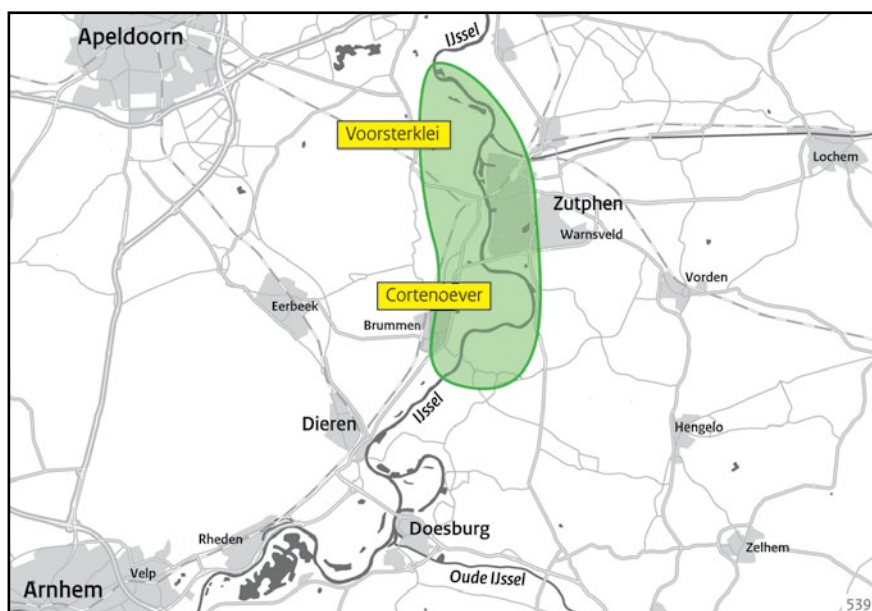 IJssel
Apeldoorn
Voorsterklei
Lochem
Zutphen
Warnsveld
Vorden
Cortenoever
Eerbeek
Brummen
IJssel
Dieren
Hengelo
Rheden
Doesburg
Zelhem
Velp
Arnhem
Oude IJssel
539